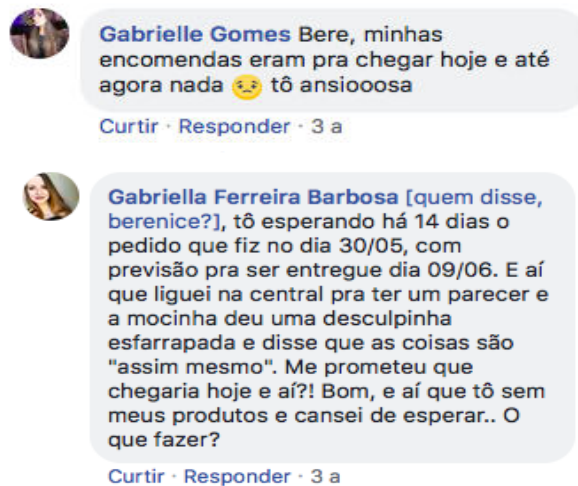 Gabrielle Gomes Bere, minhas
encomendas eram pra chegar hoje e até
agora nada 😟 tô ansiooosa
Curtir · Responder · 3 a
Gabriella Ferreira Barbosa [quem disse,
berenice?], tô esperando há 14 dias o
pedido que fiz no dia 30/05, com
previsão pra ser entregue dia 09/06. E aí
que liguei na central pra ter um parecer e
a mocinha deu uma desculpinha
esfarrapada e disse que as coisas são
"assim mesmo". Me prometeu que
chegaria hoje e aí?! Bom, e aí que tô sem
meus produtos e cansei de esperar.. O
que fazer?
Curtir · Responder · 3 a